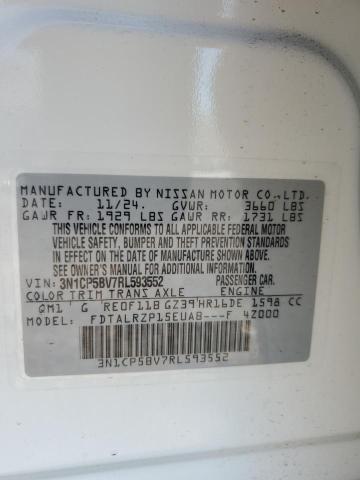 MANUFACTURED BY NISSAN MOTOR CO., LTD.
DATE: 11/24. GVWR: 3660 LBS
GAWR FR: 1929 LBS GAWR RR: 1731 LBS
THIS VEHICLE CONFORMS TO ALL APPLICABLE FEDERAL MOTOR
VEHICLE SAFETY, BUMPER AND THEFT PREVENTION STANDARDS
IN EFFECT ON THE DATE OF MANUFACTURE SHOWN ABOVE.
SEE OWNER'S MANUAL FOR ADDITIONAL INFORMATION
VIN: 3N1CP5BV7RL593552 PASSENGER CAR.
COLOR TRIM TRANS AXLE ENGINE
QM1 G RE0F11B GZ39 HR16DE 1598 CC
MODEL: FDTALRZP15EUA8---F 4Z000
3N1CP5BV7RL593552